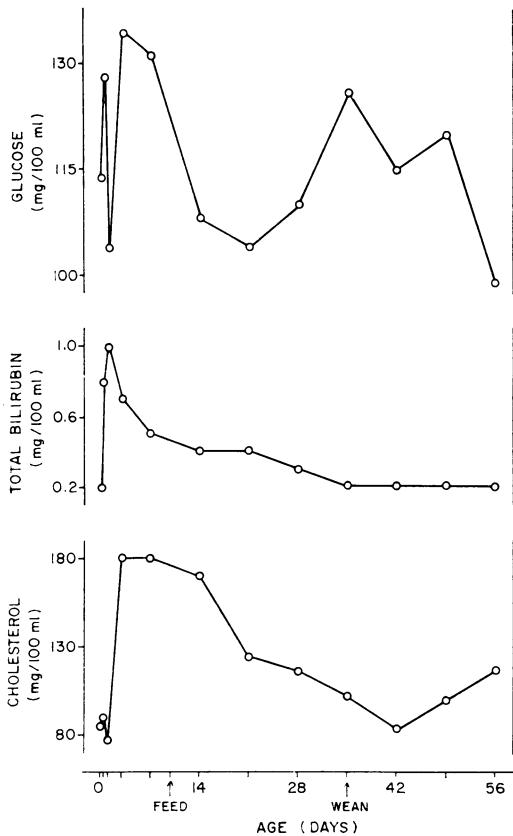 GLUCOSE
(mg/100 ml)
130
115
100
TOTAL BILIRUBIN
(mg/100 ml)
1.0
0.6
0.2
CHOLESTEROL
(mg/100 ml)
180
130
80
0 14 28 42 56
FEED WEAN
AGE (DAYS)